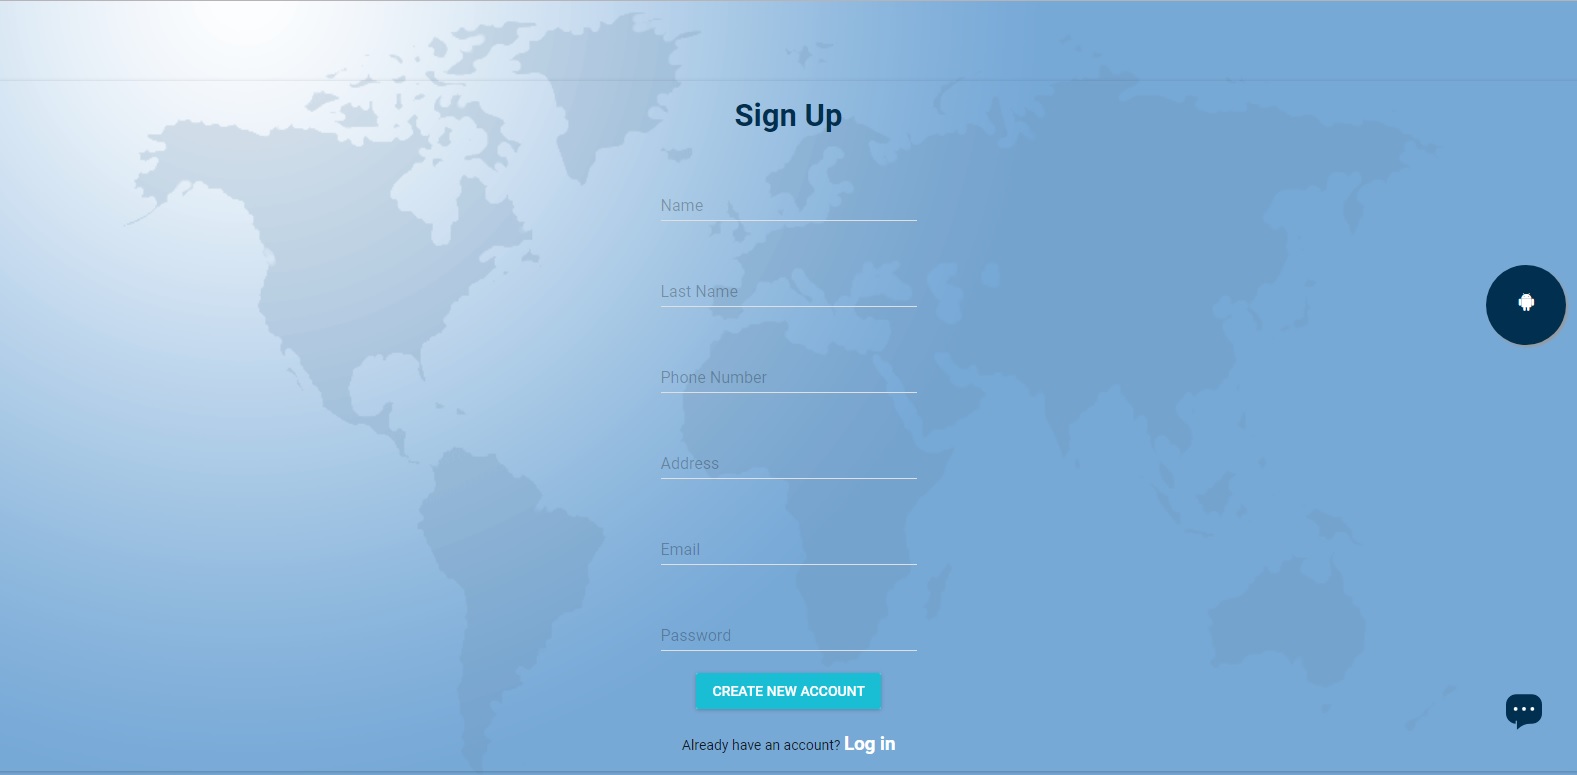 Sign Up
Name
Last Name
Phone Number
Address
Email
Password
CREATE NEW ACCOUNT
Already have an account? Log in